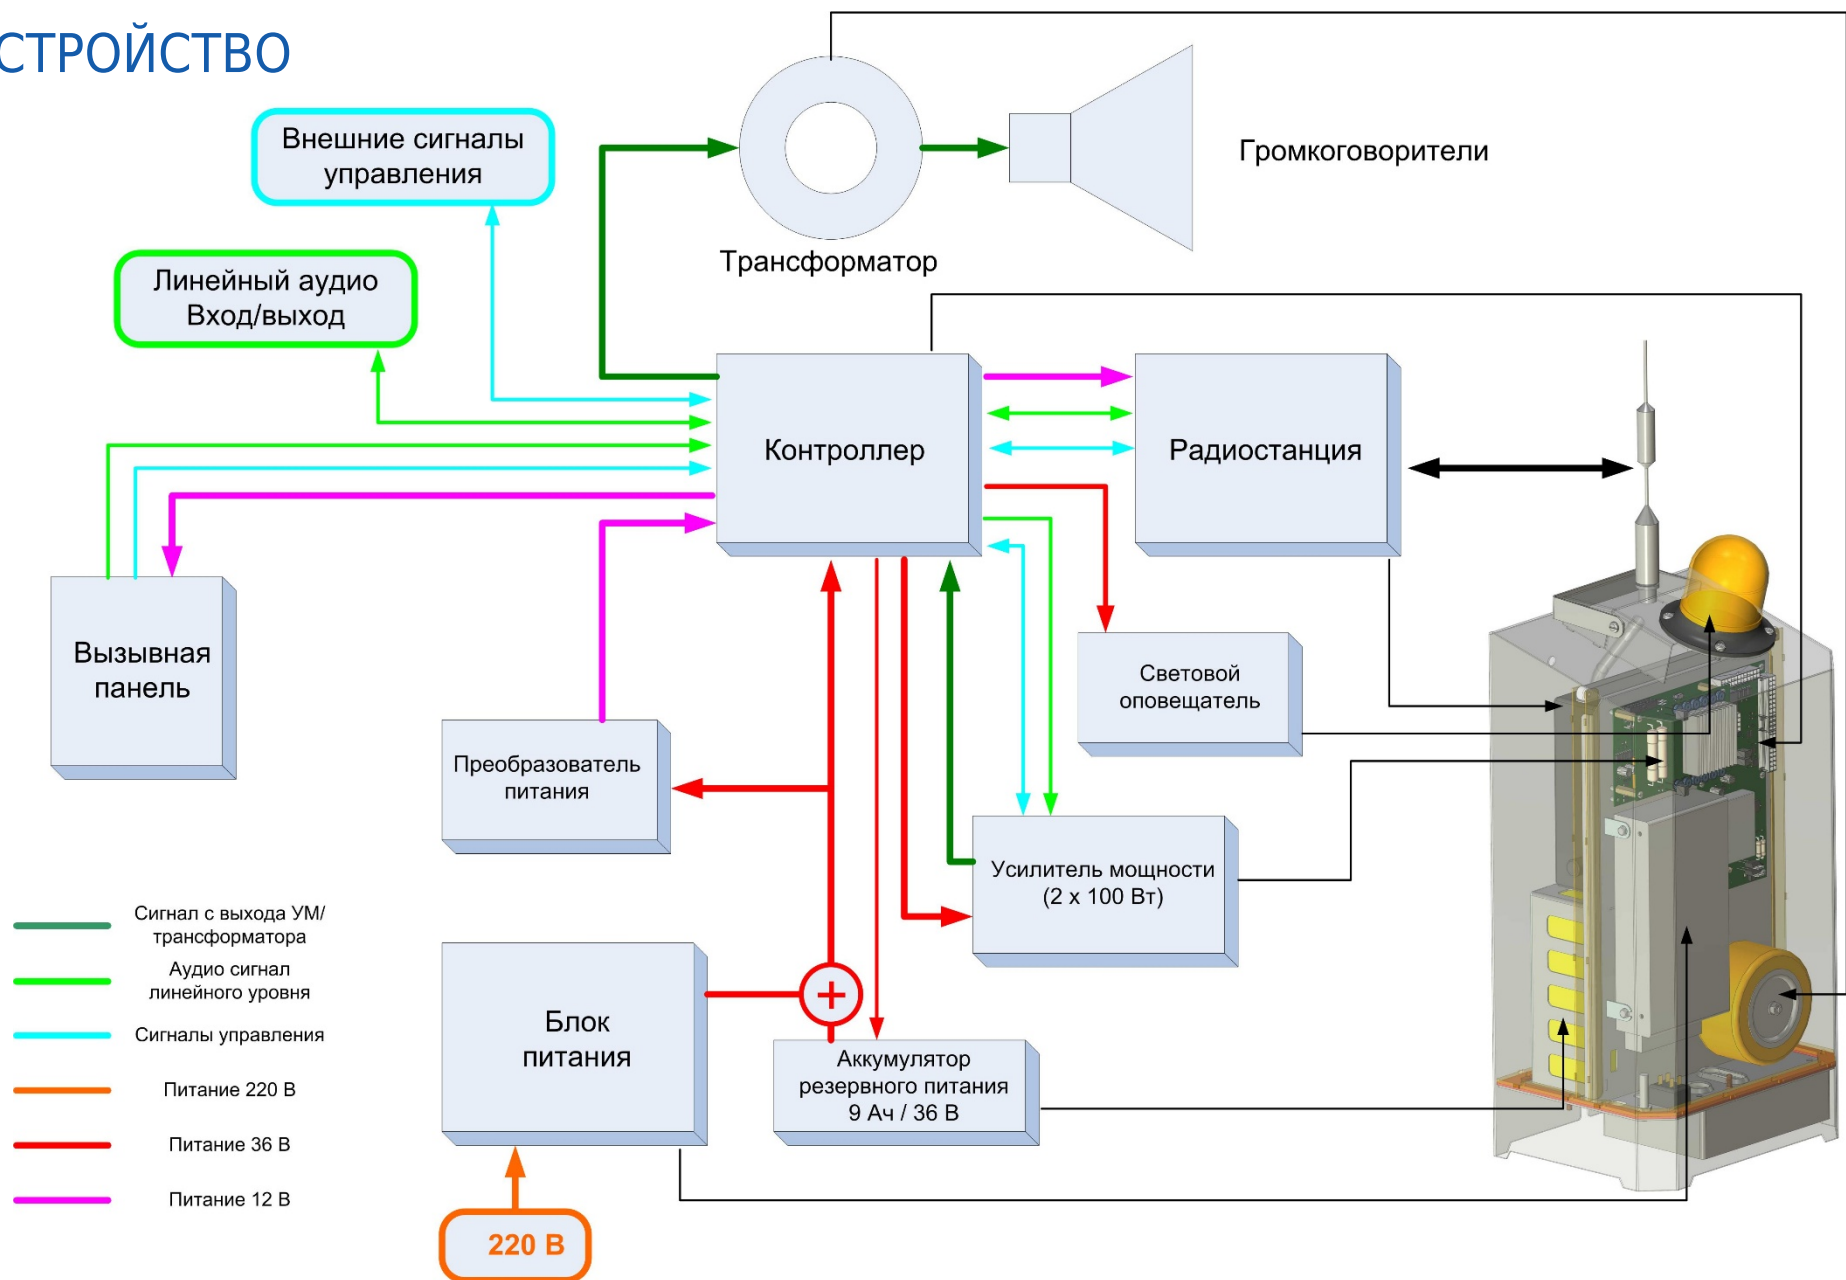 СТРОЙСТВО
Внешние сигналы
управления
Громкоговорители
Трансформатор
Линейный аудио
Вход/выход
Контроллер
Радиостанция
Вызывная
панель
Световой
оповещатель
Преобразователь
питания
Усилитель мощности
(2 х 100 Вт)
Сигнал с выхода УМ/
трансформатора
Аудио сигнал
линейного уровня
Сигналы управления
Питание 220 В
Питание 36 В
Питание 12 В
Блок
питания
+
Аккумулятор
резервного питания
9 Ач / 36 В
220 В